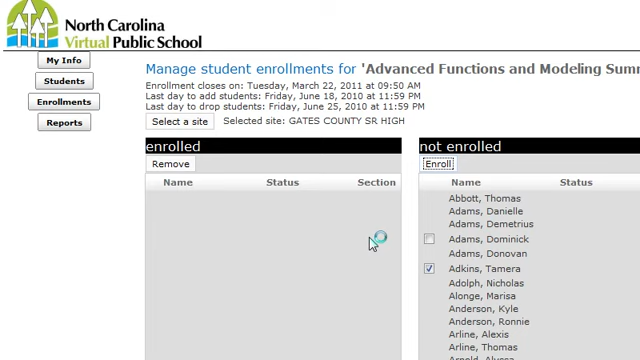 North Carolina
Virtual Public School
My Info
Students
Enrollments
Reports
Manage student enrollments for 'Advanced Functions and Modeling Sum
Enrollment closes on: Tuesday, March 22, 2011 at 09:50 AM
Last day to add students: Friday, June 18, 2010 at 11:59 PM
Last day to drop students: Friday, June 25, 2010 at 11:59 PM
Select a site Selected site: GATES COUNTY SR HIGH
enrolled
Remove
Name Status Section
not enrolled
Enroll
Name Status
Abbott, Thomas
Adams, Danielle
Adams, Demetrius
Adams, Dominick
Adams, Donovan
Adkins, Tamera
Adolph, Nicholas
Alonge, Marisa
Anderson, Kyle
Anderson, Ronnie
Arline, Alexis
Arline, Thomas